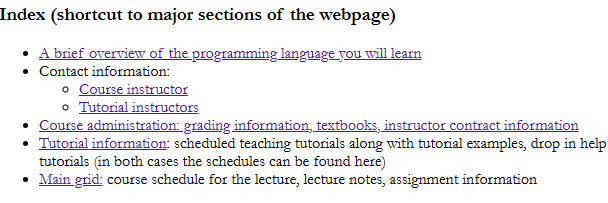 Index (shortcut to major sections of the webpage)
A brief overview of the programming language you will learn
Contact information:
Course instructor
Tutorial instructors
Course administration: grading information, textbooks, instructor contract information
Tutorial information: scheduled teaching tutorials along with tutorial examples, drop in help
tutorials (in both cases the schedules can be found here)
Main grid: course schedule for the lecture, lecture notes, assignment information